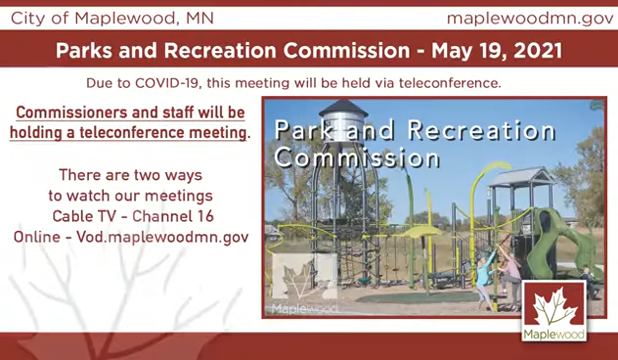 City of Maplewood, MN
maplewoodmn.gov
Parks and Recreation Commission - May 19, 2021
Due to COVID-19, this meeting will be held via teleconference.
Commissioners and staff will be
holding a teleconference meeting.
There are two ways
to watch our meetings
Cable TV - Channel 16
Online - Vod.maplewoodmn.gov
Park and Recreation
Commission
Maplewood
Maplewood